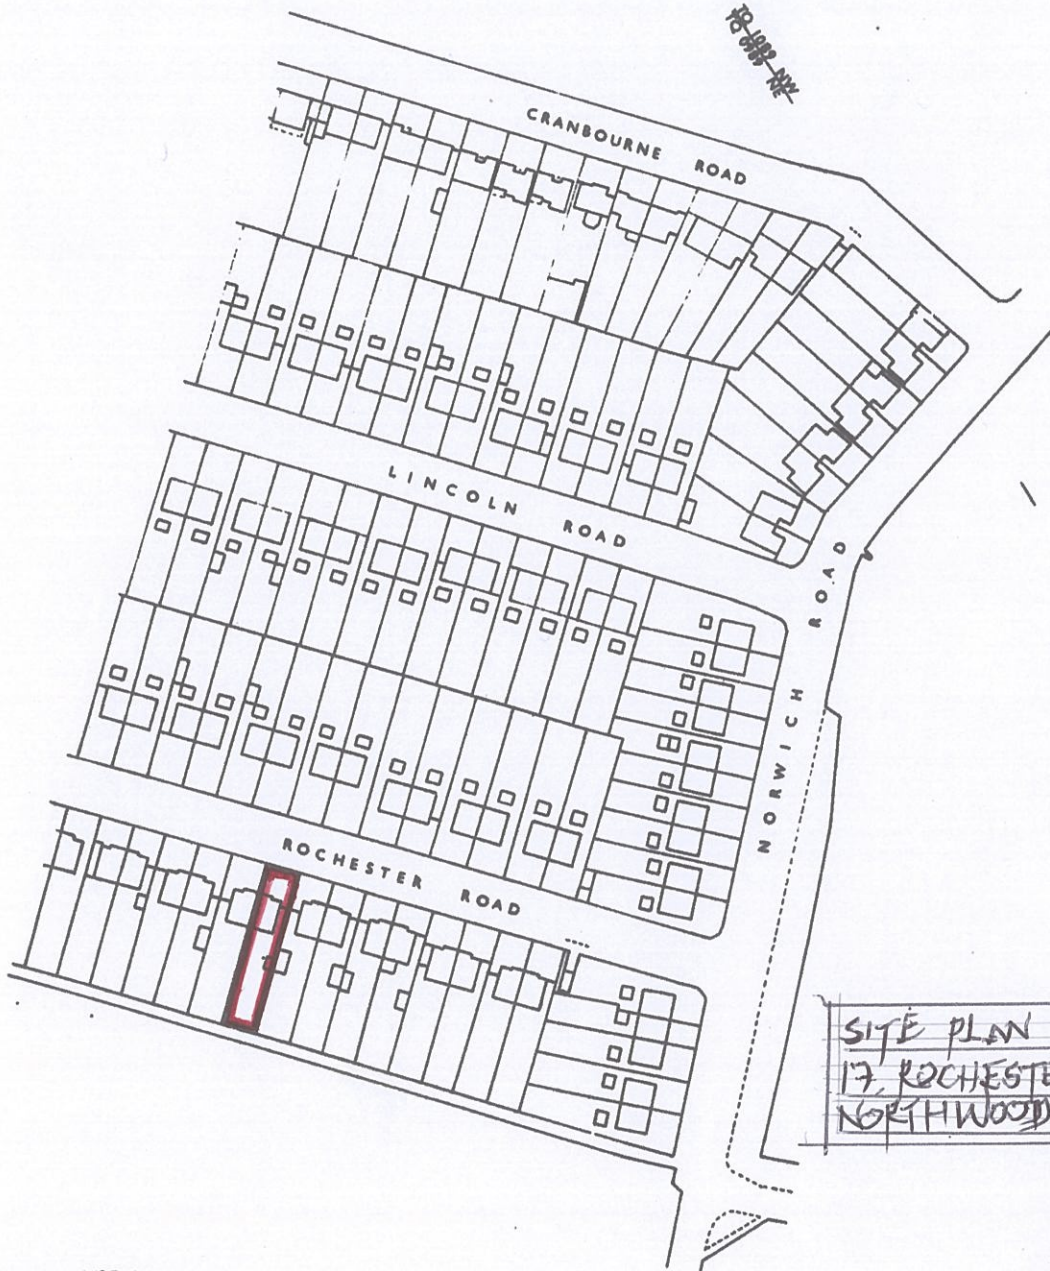 CRANBOURNE ROAD
LINCOLN ROAD
NORWICH ROAD
ROCHESTER ROAD
SITE PLAN
17, ROCHESTE
NORTHWOOD